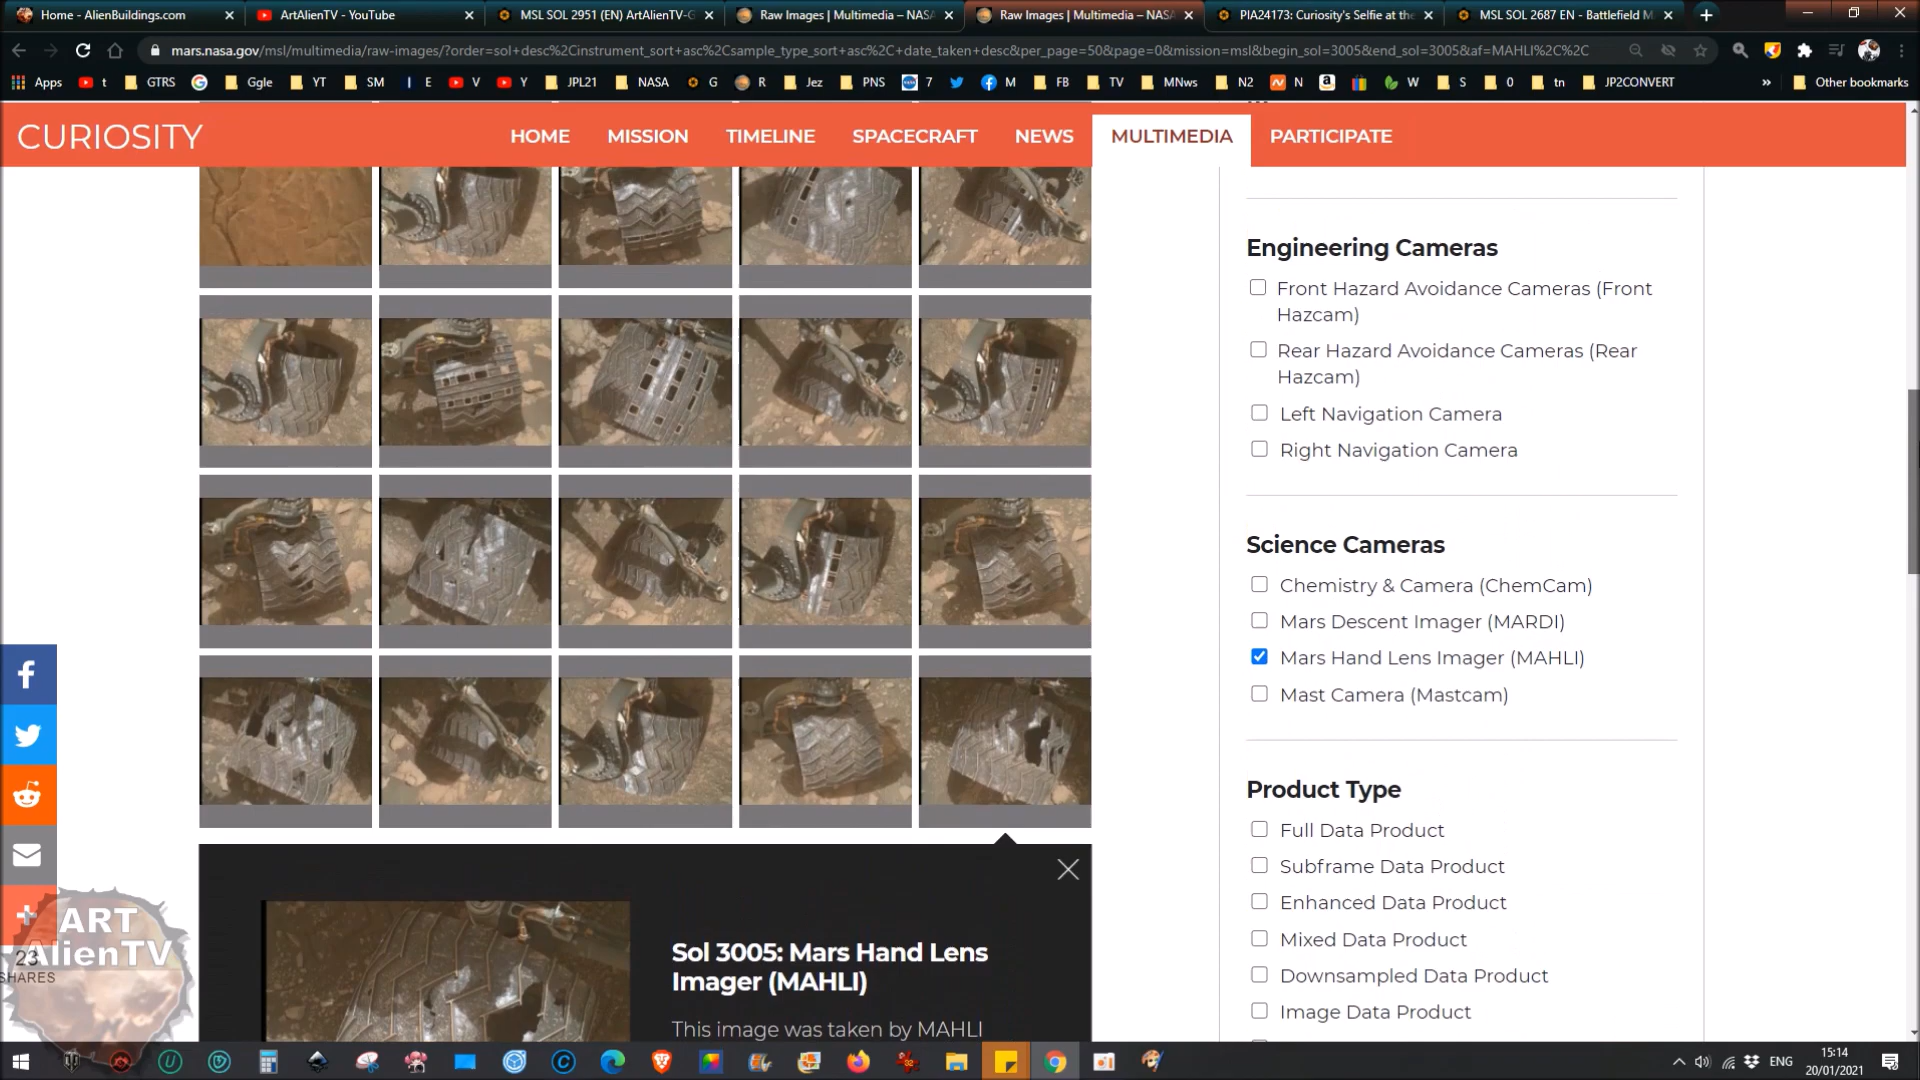 Home - AlienBuildings.com
ArtAlienTV - YouTube
MSL SOL 2951 (EN) ArtAlienTV-G
Raw Images | Multimedia – NASA
Raw Images | Multimedia – NASA
PIA24173: Curiosity's Selfie at the
MSL SOL 2687 EN - Battlefield M
mars.nasa.gov/msl/multimedia/raw-images/?order=sol+desc%2Cinstrument_sort+asc%2Csample_type_sort+asc%2C+date_taken+desc&per_page=50&page=0&mission=msl&begin_sol=3005&end_sol=3005&af=MAHLI%2C%2C
Apps t GTRS Ggle YT SM E V Y JPL21 NASA G R Jez PNS 7 M FB TV MNws N2 N W S 0 tn JP2CONVERT » Other bookmarks
CURIOSITY
HOME MISSION TIMELINE SPACECRAFT NEWS MULTIMEDIA PARTICIPATE
Engineering Cameras
Front Hazard Avoidance Cameras (Front
Hazcam)
Rear Hazard Avoidance Cameras (Rear
Hazcam)
Left Navigation Camera
Right Navigation Camera
Science Cameras
Chemistry & Camera (ChemCam)
Mars Descent Imager (MARDI)
Mars Hand Lens Imager (MAHLI)
Mast Camera (Mastcam)
Product Type
Full Data Product
Subframe Data Product
Enhanced Data Product
Mixed Data Product
Downsampled Data Product
Image Data Product
Sol 3005: Mars Hand Lens
Imager (MAHLI)
This image was taken by MAHLI
23
SHARES
ART
AlienTV
ENG
15:14
20/01/2021